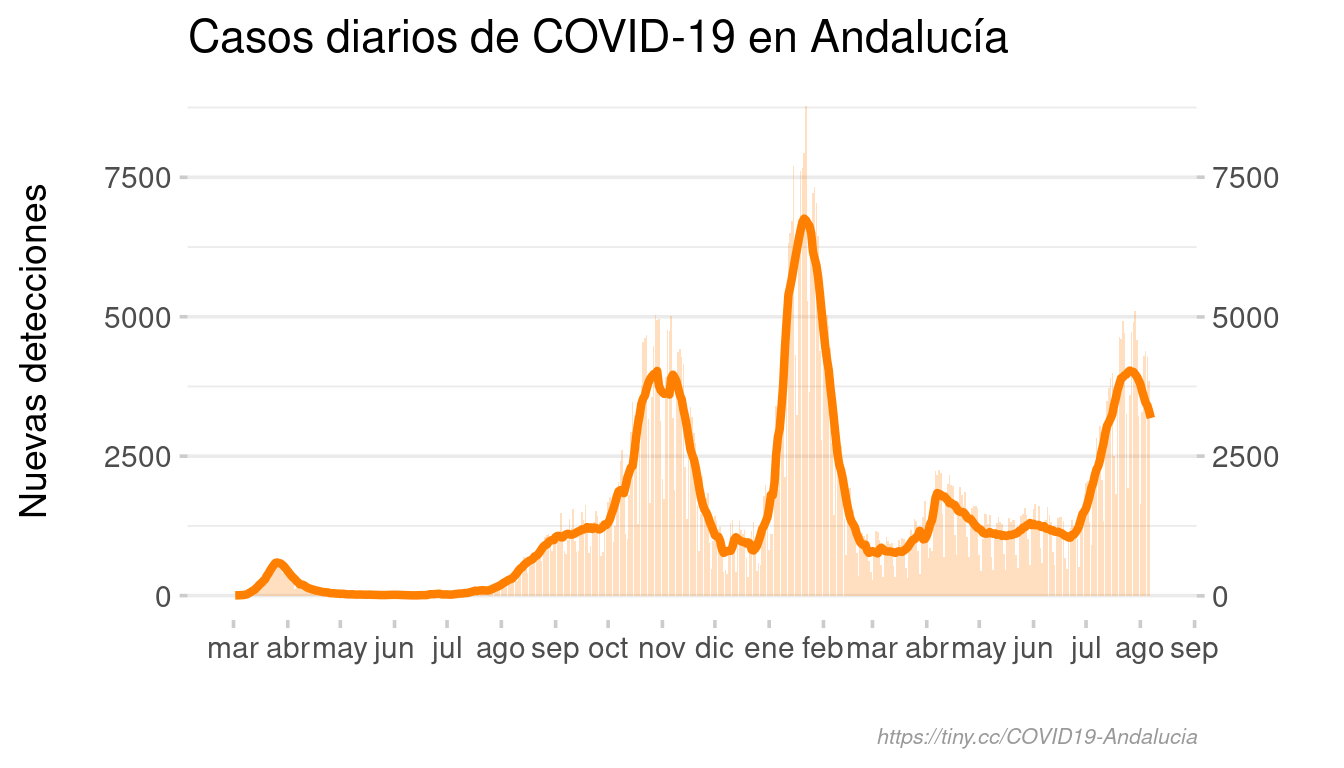 Casos diarios de COVID-19 en Andalucía
Nuevas detecciones
7500 7500
5000 5000
2500 2500
0 0
mar abr may jun jul ago sep oct nov dic ene feb mar abr may jun jul ago sep
https://tiny.cc/COVID19-Andalucia